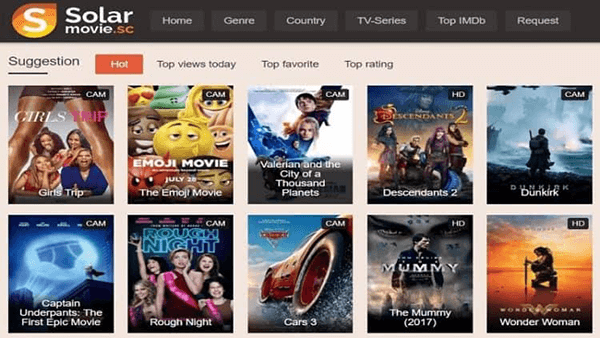 Solar
movie.sc
Home
Genre
Country
TV-Series
Top IMDb
Request
Suggestion
Hot
Top views today
Top favorite
Top rating
CAM
GIRLS TRIP
Girls Trip
CAM
EMOJI MOVIE
JULY 28
The Emoji Movie
CAM
Valerian and the
City of a
Thousand
Planets
HD
DESCENDANTS 2
Descendants 2
CAM
DUNKIRK
Dunkirk
CAM
Captain
Underpants: The
First Epic Movie
CAM
ROUGH
NIGHT
Rough Night
CAM
Cars 3
HD
MUMMY
The Mummy
(2017)
HD
WONDER WOMAN
Wonder Woman